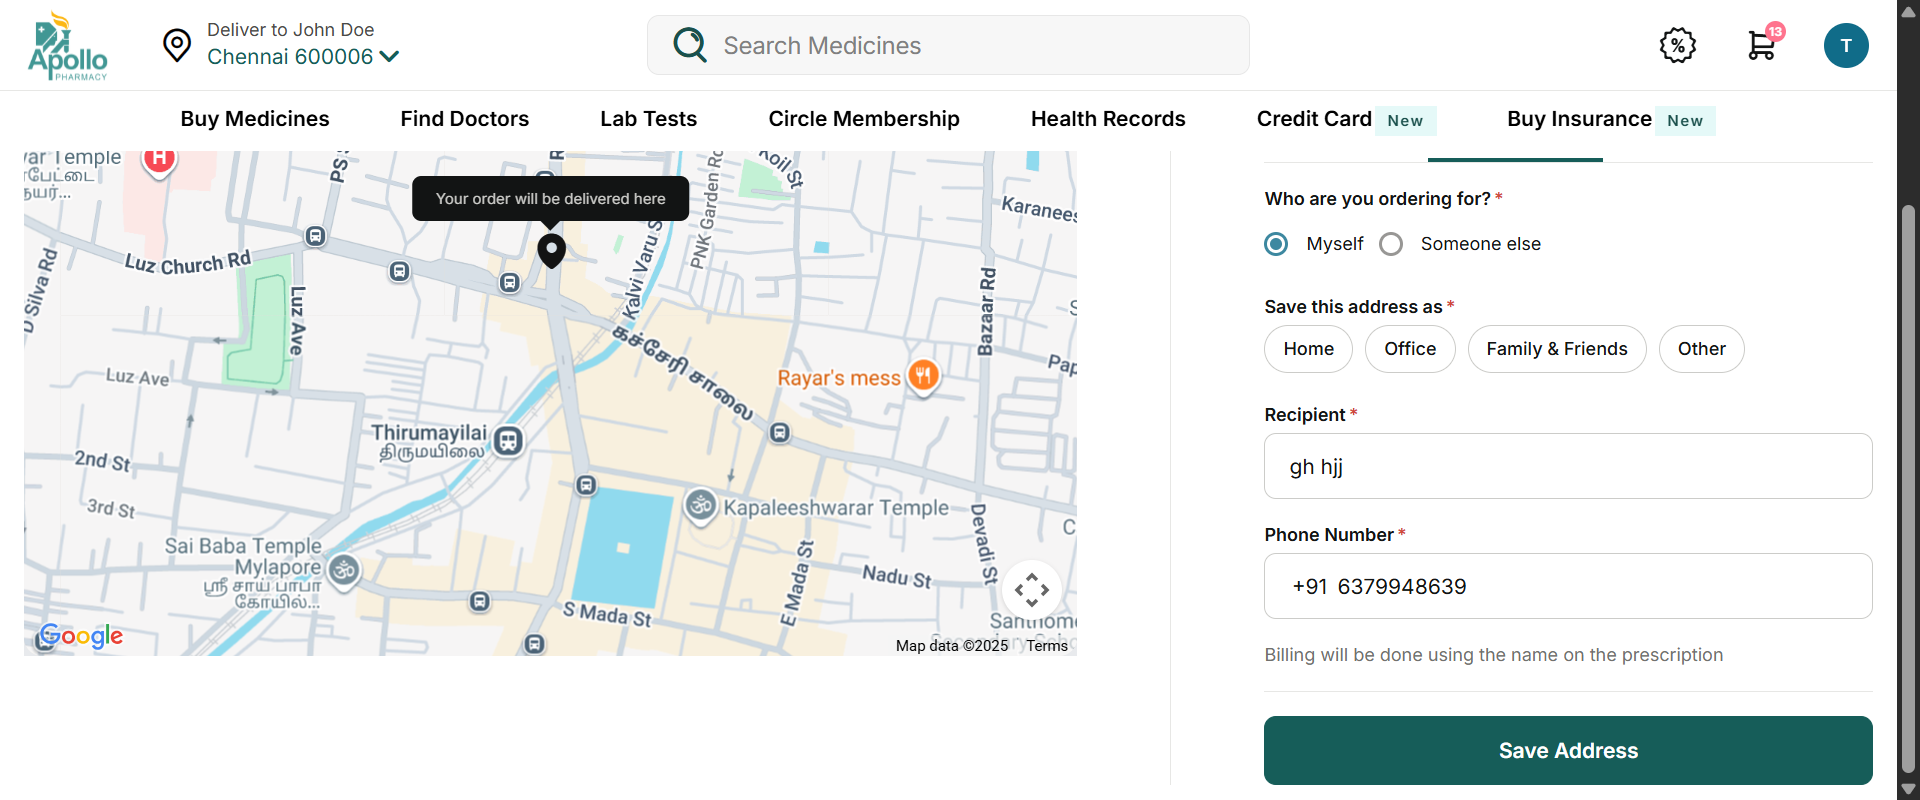 Apollo
PHARMACY
Deliver to John Doe
Chennai 600006
Search Medicines
%
13
T
Buy Medicines
Find Doctors
Lab Tests
Circle Membership
Health Records
Credit Card New
Buy Insurance New
Temple
H
Your order will be delivered here
Luz Church Rd
D Silva Rd
Luz Ave
Luz Ave
PS S
PNK Garden
Koil St
Karanees
Kalvi Varu S
Bazaar Rd
கச்சேரி சாலை
Rayar's mess
Thirumayilai
திருமயிலை
2nd St
3rd St
Kapaleeshwarar Temple
Devadi St
Sai Baba Temple
Mylapore
ஸ்ரீ சாய் பாபா
கோயில்...
Nadu St
E Mada St
S Mada St
Santhome
Google
Map data ©2025
Terms
Who are you ordering for? *
Myself
Someone else
Save this address as *
Home
Office
Family & Friends
Other
Recipient *
gh hjj
Phone Number *
+91 6379948639
Billing will be done using the name on the prescription
Save Address